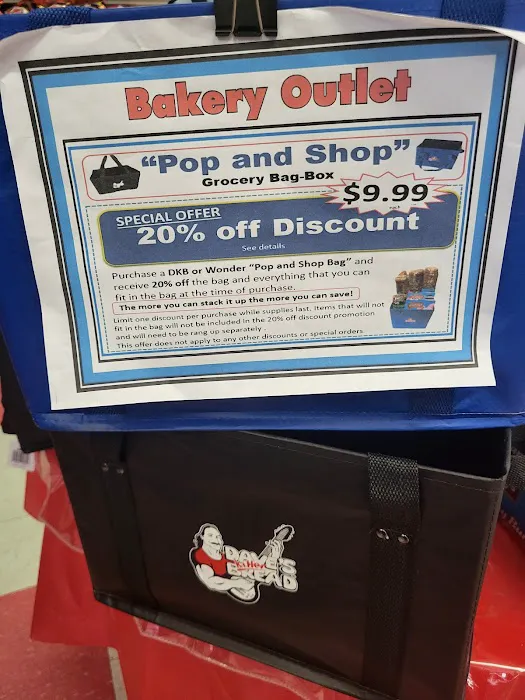 Bakery Outlet
"Pop and Shop"
Grocery Bag-Box
$9.99
SPECIAL OFFER
20% off Discount
See details
Purchase a DKB or Wonder "Pop and Shop Bag" and
receive 20% off the bag and everything that you can
fit in the bag at the time of purchase.
The more you can stack it up the more you can save!
Limit one discount per purchase while supplies last. Items that will not
fit in the bag will not be included in the 20% off discount promotion
and will need to be rang up separately.
This offer does not apply to any other discounts or special orders
DAVE'S
Killer
BREAD